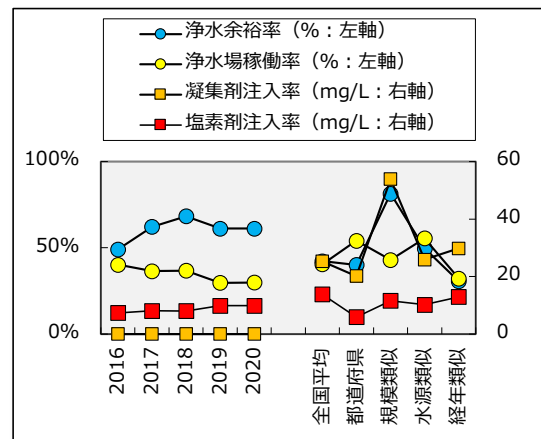 浄水余裕率（%：左軸）
浄水場稼働率（%：左軸）
凝集剤注入率（mg/L：右軸）
塩素剤注入率（mg/L：右軸）
100%
50%
0%
60
40
20
0
2016
2017
2018
2019
2020
全国平均
都道府県
規模類似
水源類似
経年類似